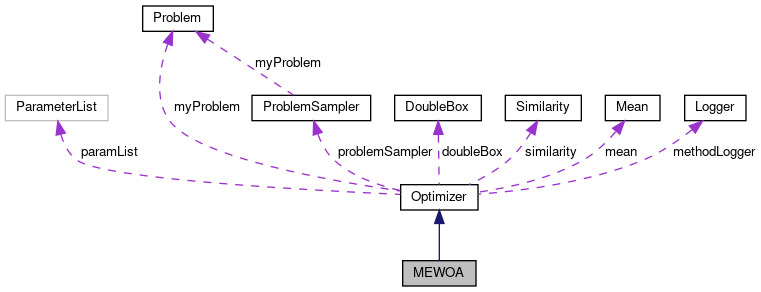 Problem
myProblem
ParameterList
ProblemSampler
DoubleBox
Similarity
Mean
Logger
myProblem
paramList
problemSampler
doubleBox
similarity
mean
methodLogger
Optimizer
MEWOA